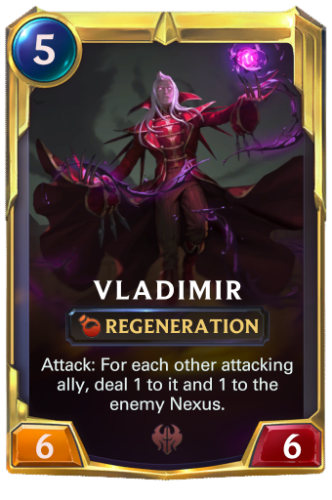 5
VLADIMIR
REGENERATION
Attack: For each other attacking
ally, deal 1 to it and 1 to the
enemy Nexus.
6 6